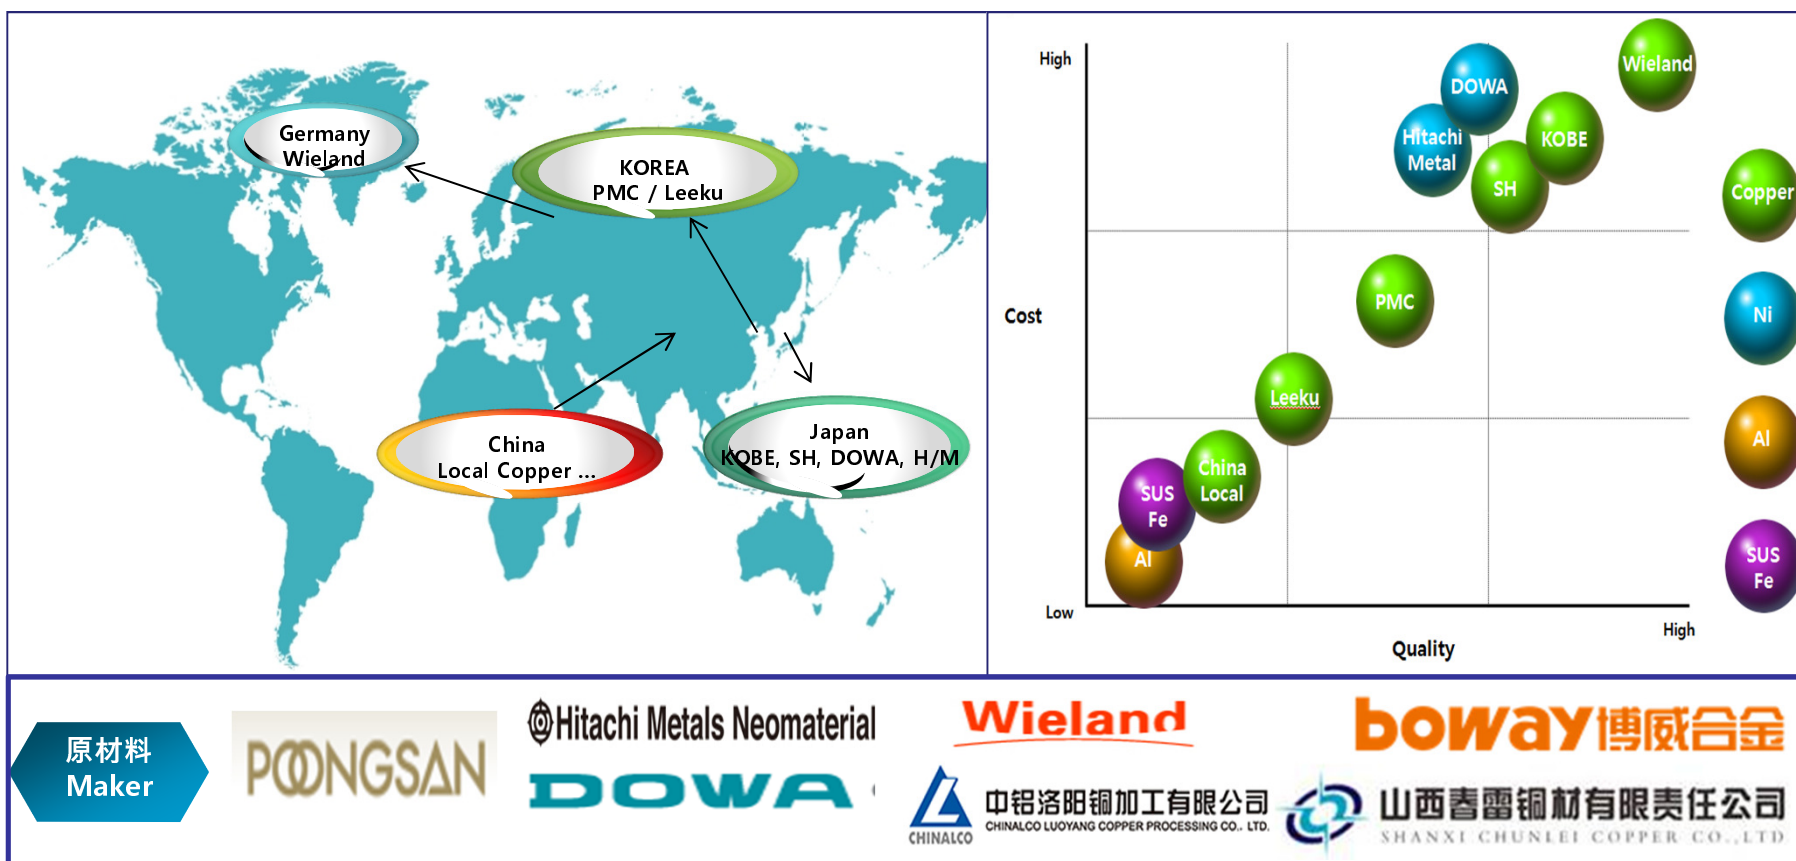 Germany
Wieland
KOREA
PMC / Leeku
China
Local Copper ...
Japan
KOBE, SH, DOWA, H/M
High
Cost
Low
Quality
High
Wieland
DOWA
Hitachi
Metal
KOBE
SH
PMC
Leeku
China
Local
SUS
Fe
Al
Copper
Ni
Al
SUS
Fe
原材料
Maker
POONGSAN
Hitachi Metals Neomaterial
DOWA
Wieland
CHINALCO
中铝洛阳铜加工有限公司
CHINALCO LUOYANG COPPER PROCESSING CO., LTD.
boway博威合金
山西春雷铜材有限责任公司
SHANXI CHUNLEI COPPER CO.,LTD